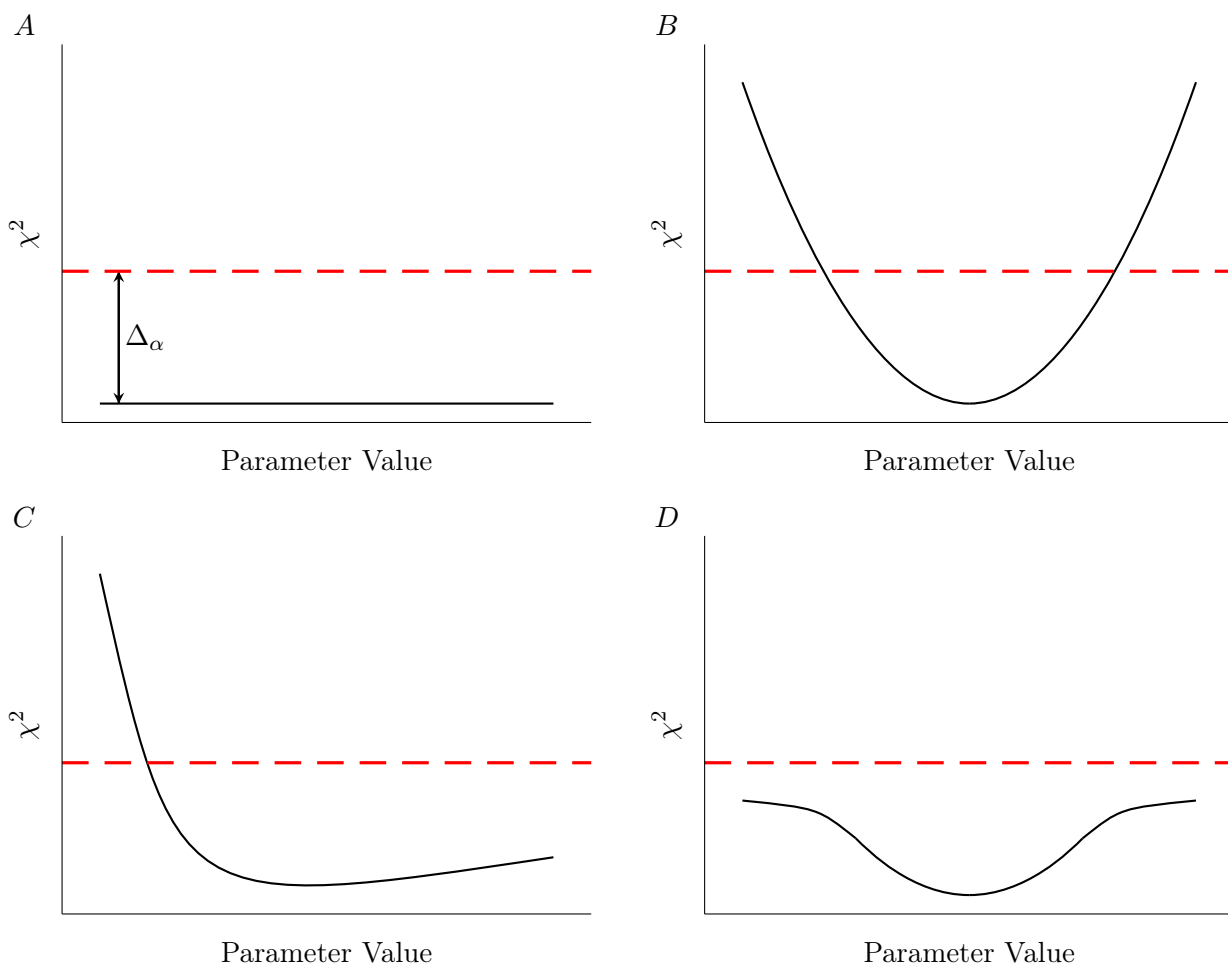 A
χ²
Δα
Parameter Value
B
χ²
Parameter Value
C
χ²
Parameter Value
D
χ²
Parameter Value